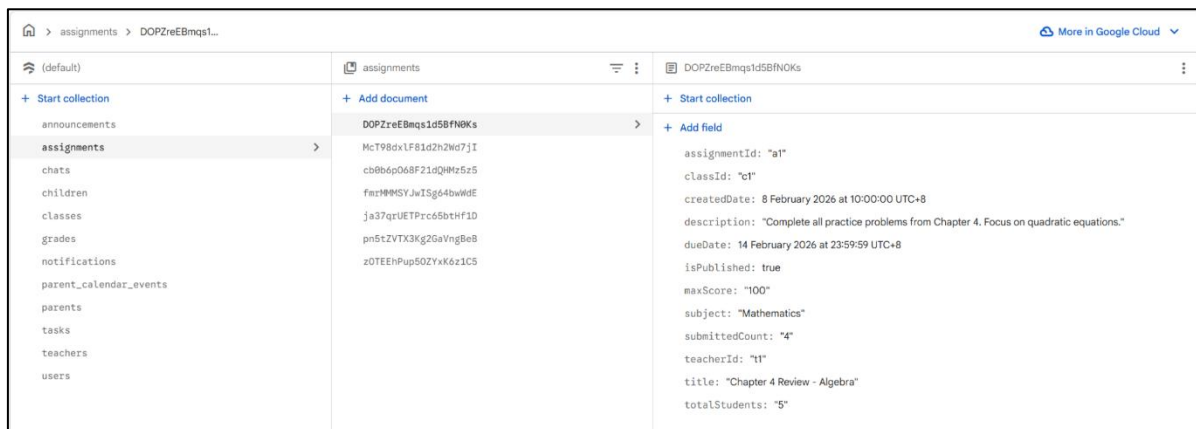 assignments > DOPZreEBmqs1...
More in Google Cloud
(default)
+ Start collection
announcements
assignments
chats
children
classes
grades
notifications
parent_calendar_events
parents
tasks
teachers
users
assignments
+ Add document
DOPZreEBmqs1d5BfN0Ks
McT98dxlF81d2h2Wd7jI
cb0b6pO68F21dQHMz5z5
fmrMMMSYJwISg64bwWdE
ja37qrUETPrc65btHf1D
pn5tZVTX3Kg2GaVngBeB
zOTEEhPup5OZYxK6z1C5
DOPZreEBmqs1d5BfN0Ks
+ Start collection
+ Add field
assignmentId: "a1"
classId: "c1"
createdDate: 8 February 2026 at 10:00:00 UTC+8
description: "Complete all practice problems from Chapter 4. Focus on quadratic equations."
dueDate: 14 February 2026 at 23:59:59 UTC+8
isPublished: true
maxScore: "100"
subject: "Mathematics"
submittedCount: "4"
teacherId: "t1"
title: "Chapter 4 Review - Algebra"
totalStudents: "5"